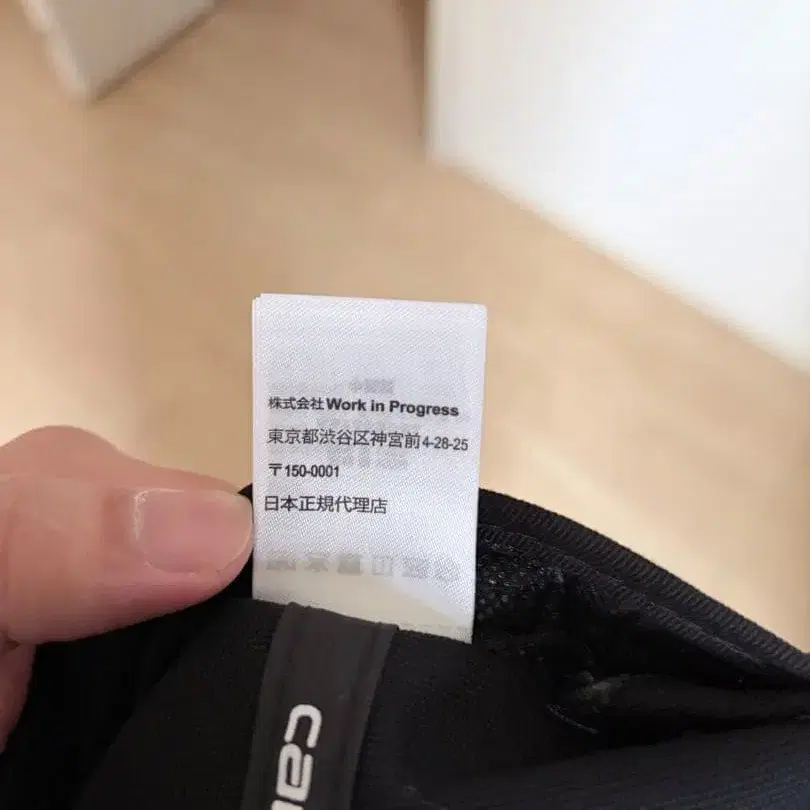 株式会社Work in Progress
東京都渋谷区神宮前4-28-25
〒150-0001
日本正規代理店
car